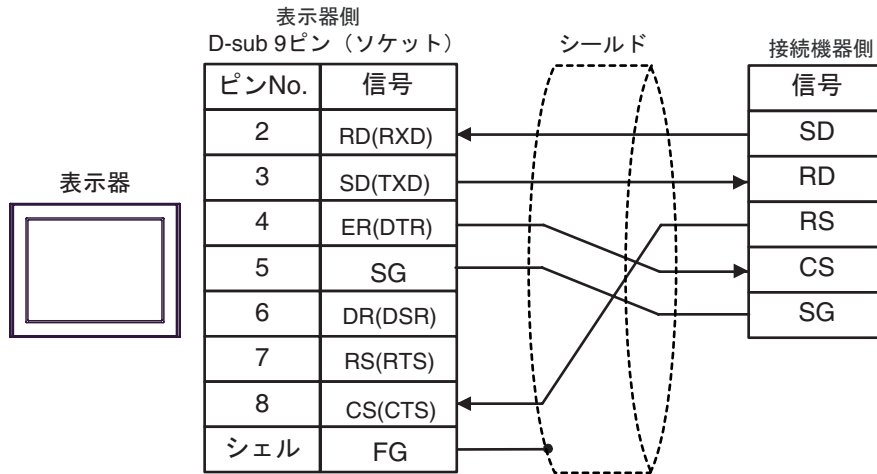 表示器側
D-sub 9ピン（ソケット）
シールド
接続機器側
ピンNo. 信号
信号
2 RD(RXD)
SD
3 SD(TXD)
RD
表示器
4 ER(DTR)
RS
5 SG
CS
6 DR(DSR)
SG
7 RS(RTS)
8 CS(CTS)
シェル FG